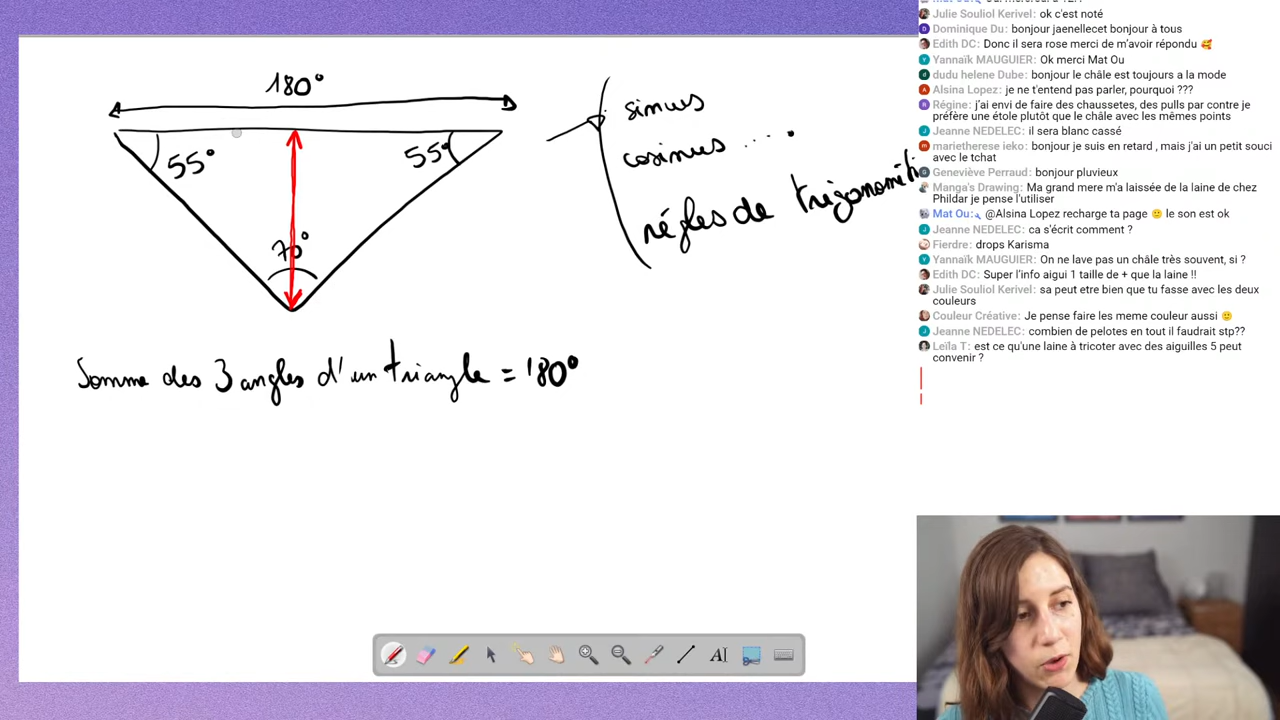 180°
55°
55°
70°
sinus
cosinus .....
régles de trigonométri
Somme des 3 angles d'un triangle = 180°
Julie Souliol Kerivel: ok c'est noté
Dominique Du: bonjour jaenellecet bonjour à tous
Edith DC: Donc il sera rose merci de m'avoir répondu 🥰
Yannaïk MAUGUIER: Ok merci Mat Ou
dudu helene Dube: bonjour le châle est toujours a la mode
Alsina Lopez: je ne t'entend pas parler, pourquoi ???
Régine: j'ai envi de faire des chaussetes, des pulls par contre je
préfère une étole plutôt que le châle avec les mêmes points
Jeanne NEDELEC: il sera blanc cassé
marietherese ieko: bonjour je suis en retard , mais j'ai un petit souci
avec le tchat
Geneviève Perraud: bonjour pluvieux
Manga's Drawing: Ma grand mere m'a laissée de la laine de chez
Phildar je pense l'utiliser
Mat Ou: @Alsina Lopez recharge ta page 🙂 le son est ok
Jeanne NEDELEC: ca s'écrit comment ?
Fierdre: drops Karisma
Yannaïk MAUGUIER: On ne lave pas un châle très souvent, si ?
Edith DC: Super l'info aigui 1 taille de + que la laine !!
Julie Souliol Kerivel: sa peut etre bien que tu fasse avec les deux
couleurs
Couleur Créative: Je pense faire les meme couleur aussi 🙂
Jeanne NEDELEC: combien de pelotes en tout il faudrait stp??
Leïla T: est ce qu'une laine à tricoter avec des aiguilles 5 peut
convenir ?
AI